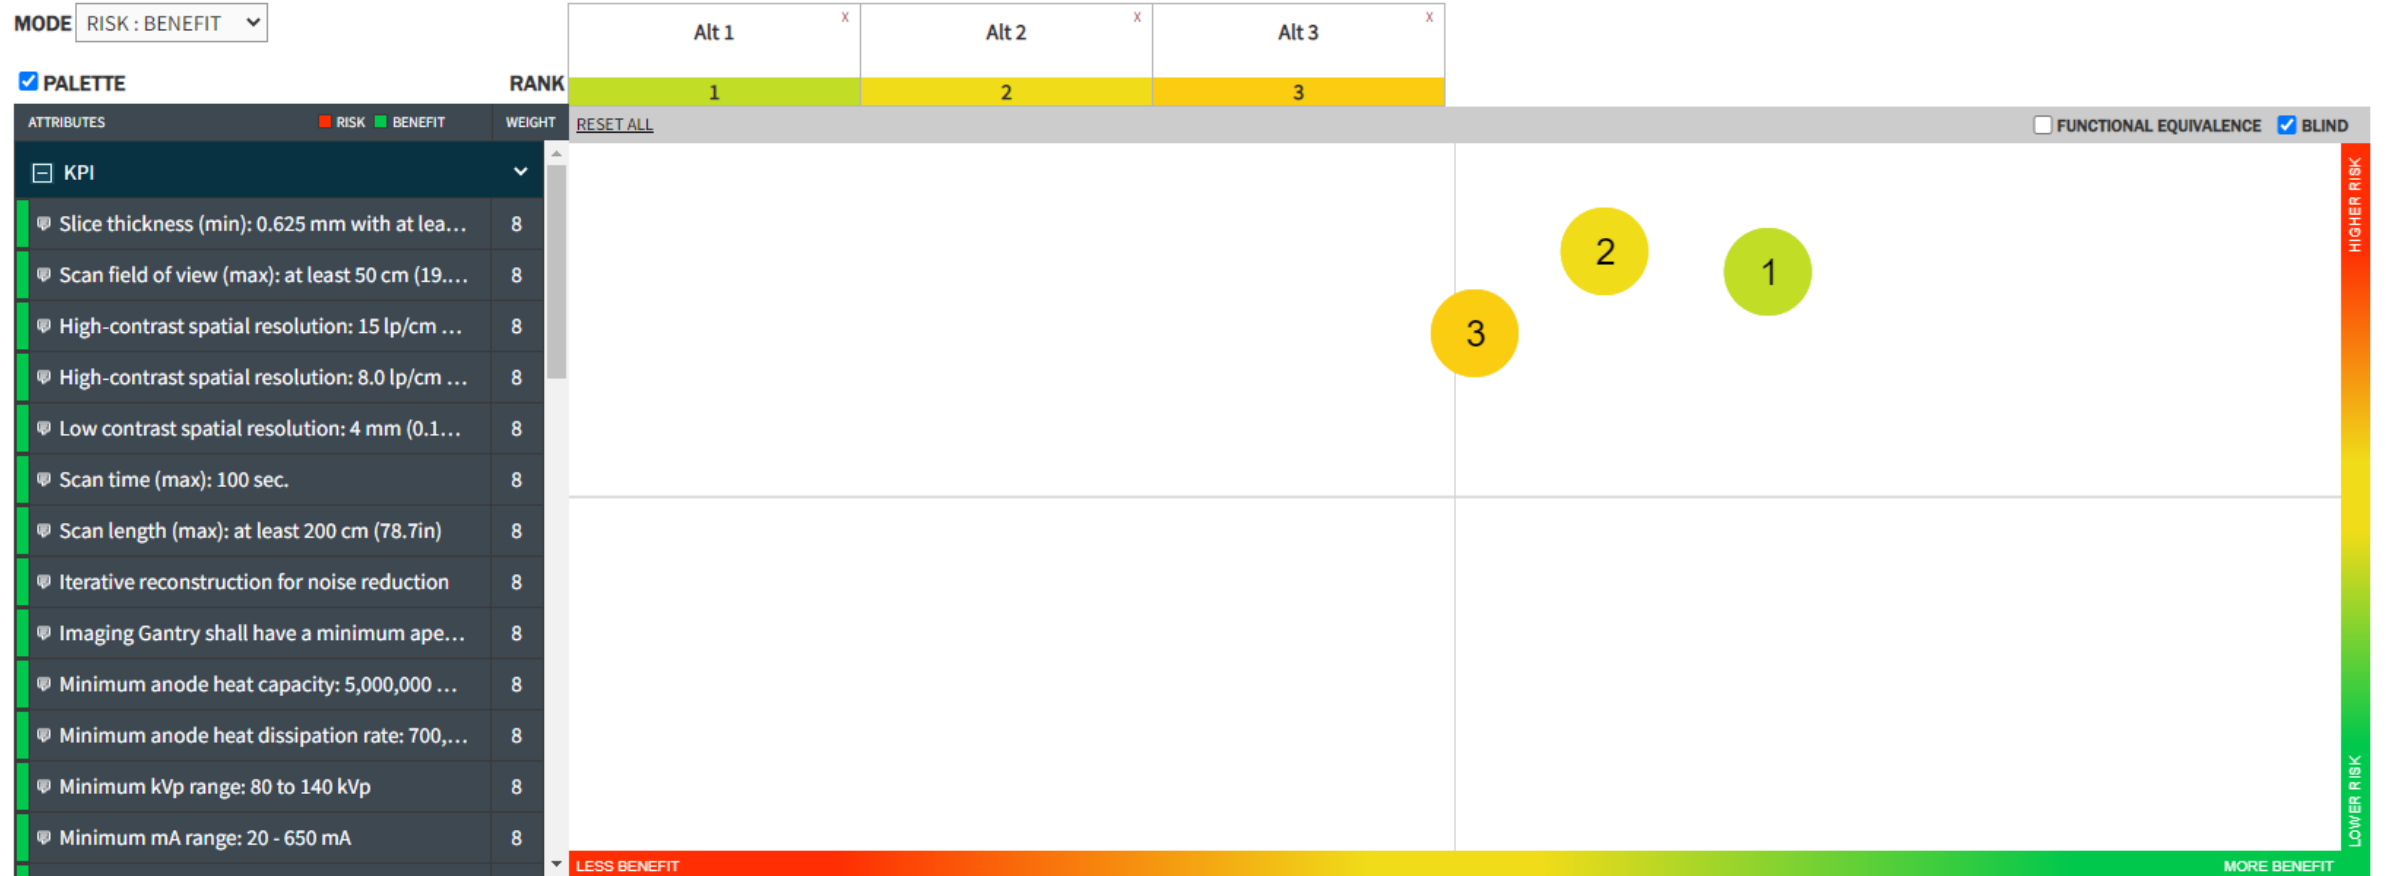 MODE RISK : BENEFIT
Alt 1 X
Alt 2 X
Alt 3 X
PALETTE RANK
1 2 3
ATTRIBUTES RISK BENEFIT WEIGHT RESET ALL FUNCTIONAL EQUIVALENCE BLIND
KPI
Slice thickness (min): 0.625 mm with at lea... 8
Scan field of view (max): at least 50 cm (19.... 8
High-contrast spatial resolution: 15 lp/cm ... 8
High-contrast spatial resolution: 8.0 lp/cm ... 8
Low contrast spatial resolution: 4 mm (0.1... 8
Scan time (max): 100 sec. 8
Scan length (max): at least 200 cm (78.7in) 8
Iterative reconstruction for noise reduction 8
Imaging Gantry shall have a minimum ape... 8
Minimum anode heat capacity: 5,000,000 ... 8
Minimum anode heat dissipation rate: 700,... 8
Minimum kVp range: 80 to 140 kVp 8
Minimum mA range: 20 - 650 mA 8
2
1
3
HIGHER RISK
LOWER RISK
LESS BENEFIT MORE BENEFIT